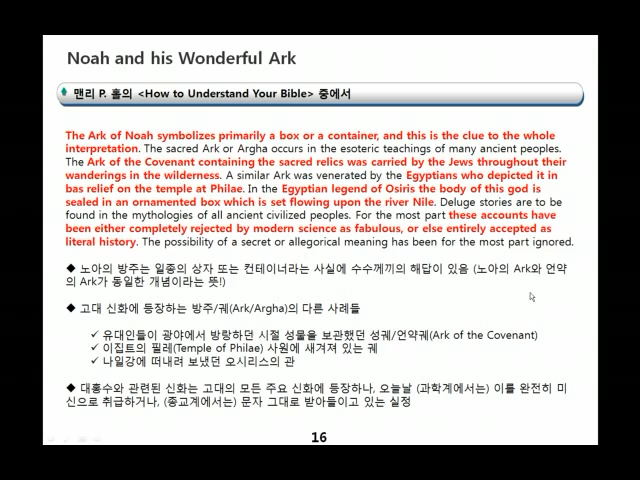 Noah and his Wonderful Ark
맨리 P. 홀의 <How to Understand Your Bible> 중에서
The Ark of Noah symbolizes primarily a box or a container, and this is the clue to the whole
interpretation. The sacred Ark or Argha occurs in the esoteric teachings of many ancient peoples.
The Ark of the Covenant containing the sacred relics was carried by the Jews throughout their
wanderings in the wilderness. A similar Ark was venerated by the Egyptians who depicted it in
bas relief on the temple at Philae. In the Egyptian legend of Osiris the body of this god is
sealed in an ornamented box which is set flowing upon the river Nile. Deluge stories are to be
found in the mythologies of all ancient civilized peoples. For the most part these accounts have
been either completely rejected by modern science as fabulous, or else entirely accepted as
literal history. The possibility of a secret or allegorical meaning has been for the most part ignored.
◆ 노아의 방주는 일종의 상자 또는 컨테이너라는 사실에 수수께끼의 해답이 있음 (노아의 Ark와 언약
의 Ark가 동일한 개념이라는 뜻!)
◆ 고대 신화에 등장하는 방주/궤(Ark/Argha)의 다른 사례들
✓ 유대인들이 광야에서 방랑하던 시절 성물을 보관했던 성궤/언약궤(Ark of the Covenant)
✓ 이집트의 필레(Temple of Philae) 사원에 새겨져 있는 궤
✓ 나일강에 떠내려 보냈던 오시리스의 관
◆ 대홍수와 관련된 신화는 고대의 모든 주요 신화에 등장하나, 오늘날 (과학계에서는) 이를 완전히 미
신으로 취급하거나, (종교계에서는) 문자 그대로 받아들이고 있는 실정
16